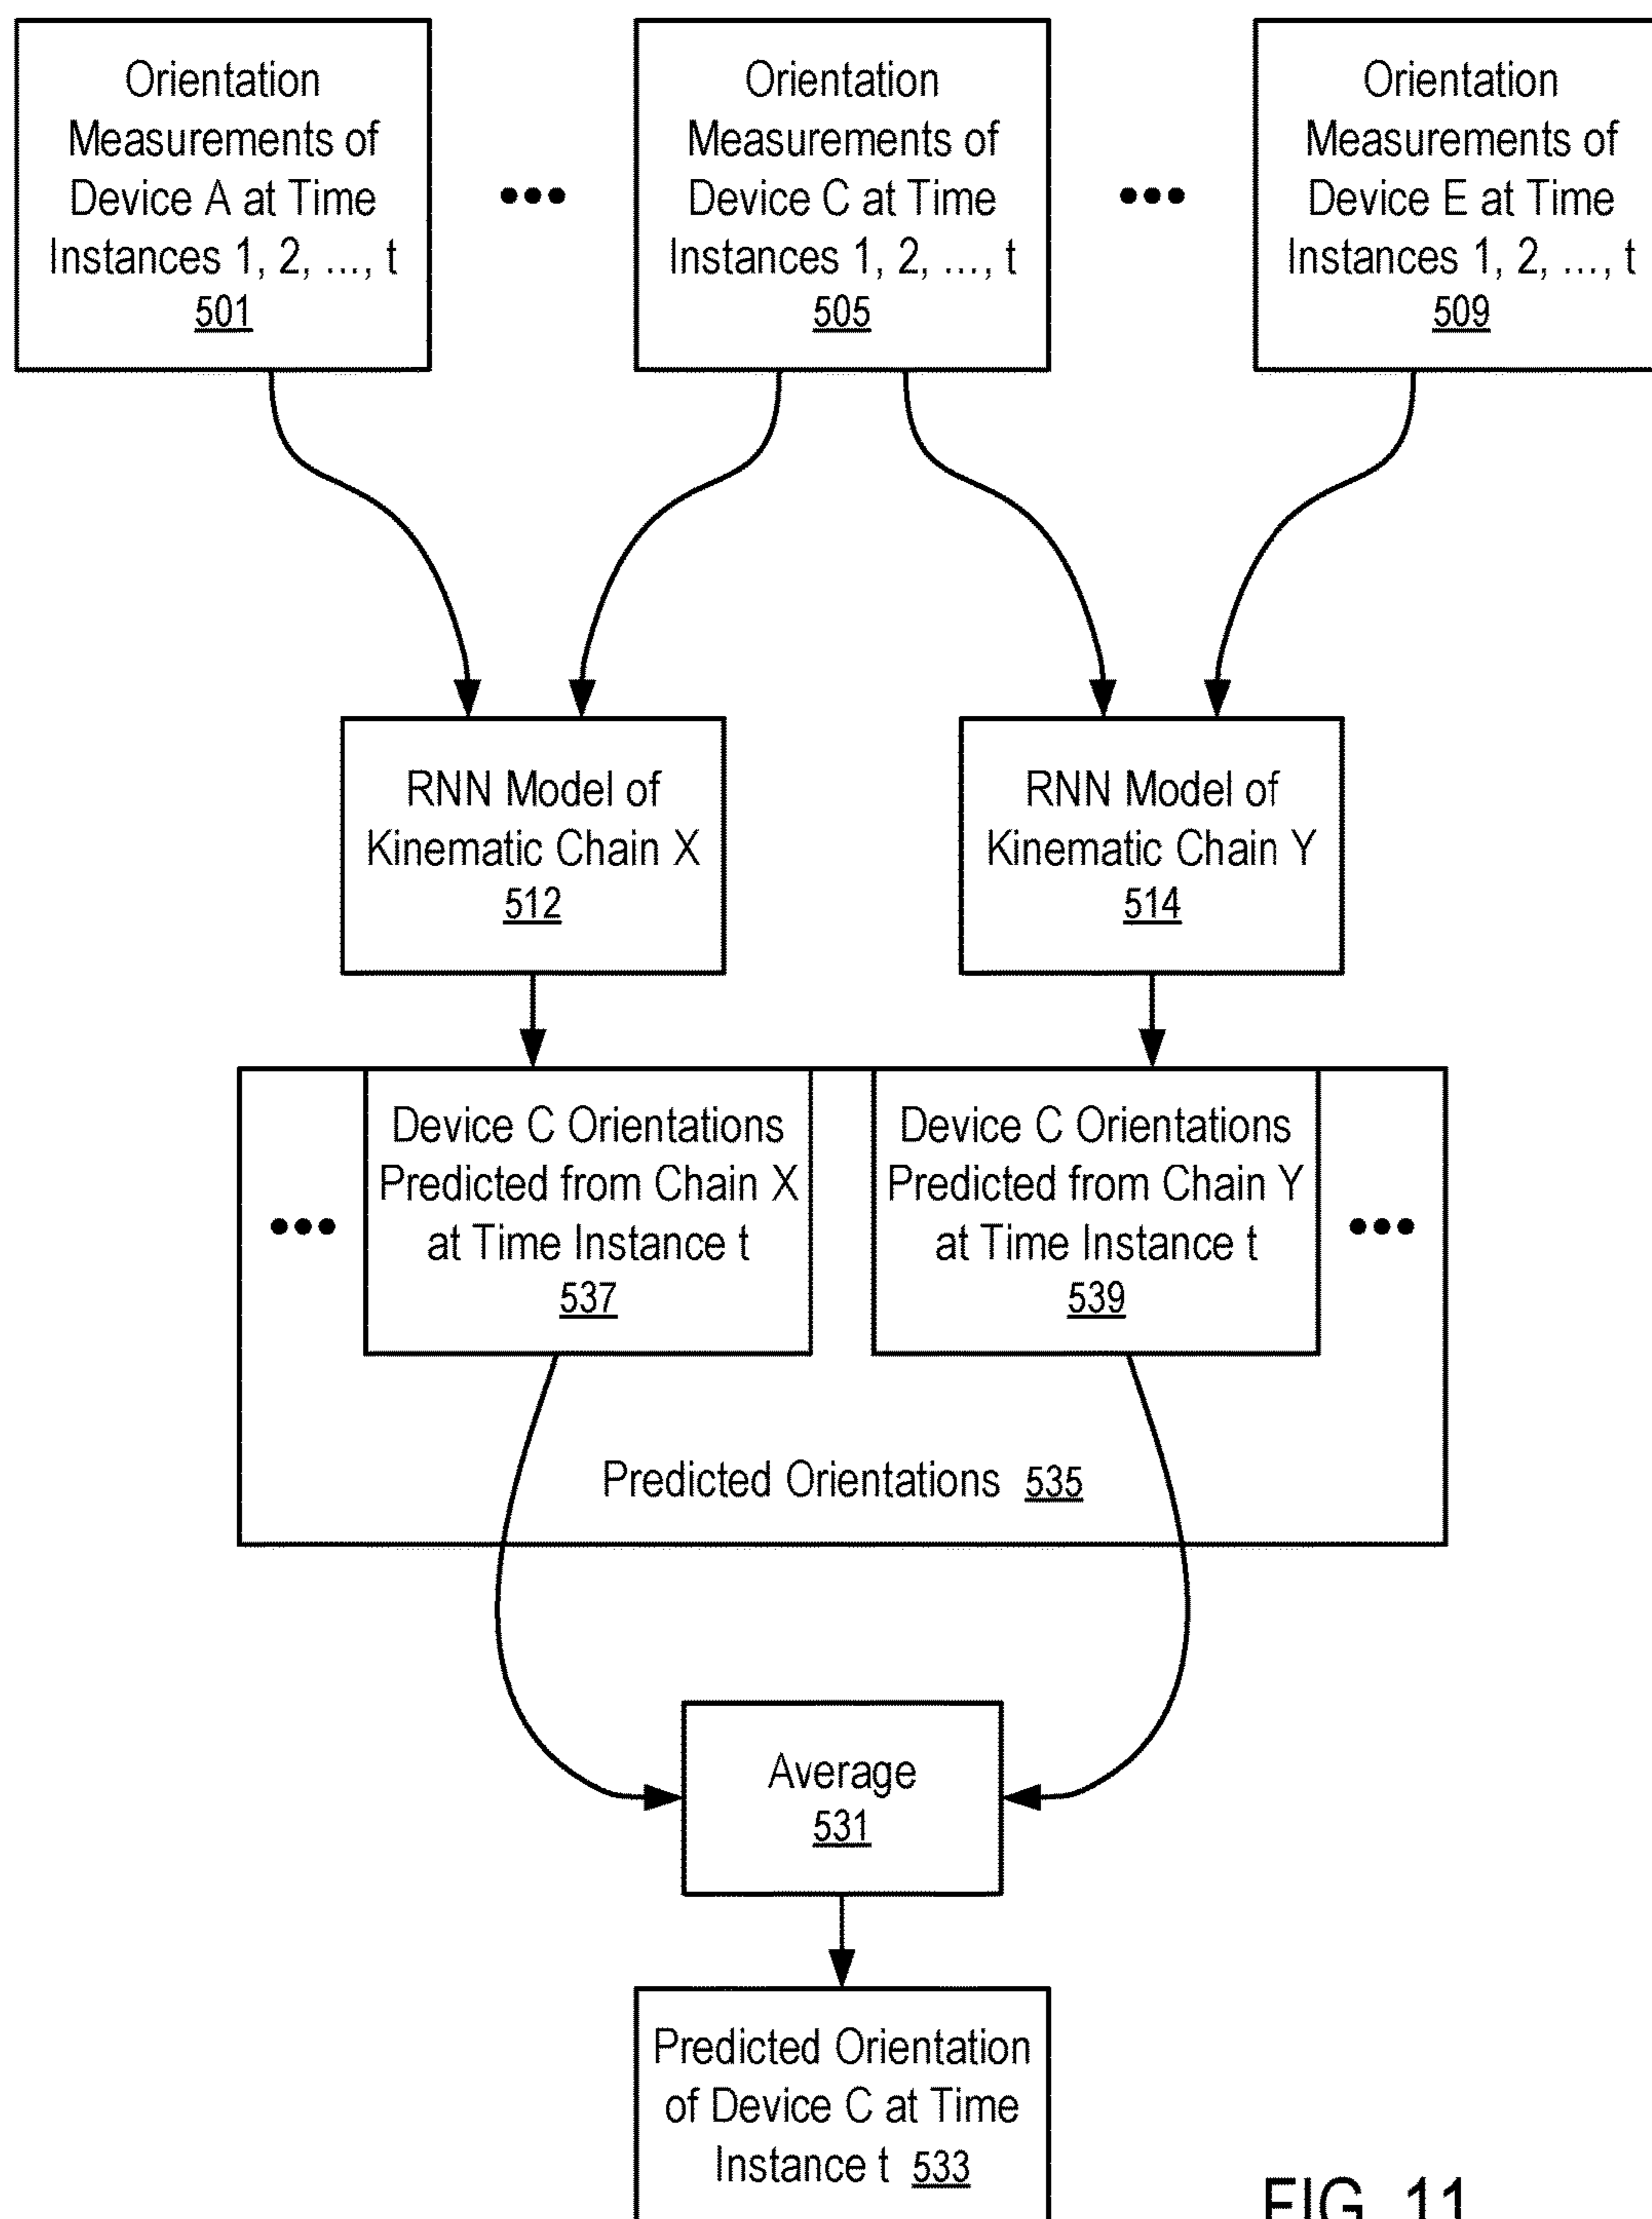 Orientation
Measurements of
Device A at Time
Instances 1, 2, ..., t
501
•••
Orientation
Measurements of
Device C at Time
Instances 1, 2, ..., t
505
•••
Orientation
Measurements of
Device E at Time
Instances 1, 2, ..., t
509
RNN Model of
Kinematic Chain X
512
RNN Model of
Kinematic Chain Y
514
•••
Device C Orientations
Predicted from Chain X
at Time Instance t
537
Device C Orientations
Predicted from Chain Y
at Time Instance t
539
•••
Predicted Orientations 535
Average
531
Predicted Orientation
of Device C at Time
Instance t 533
FIG. 11